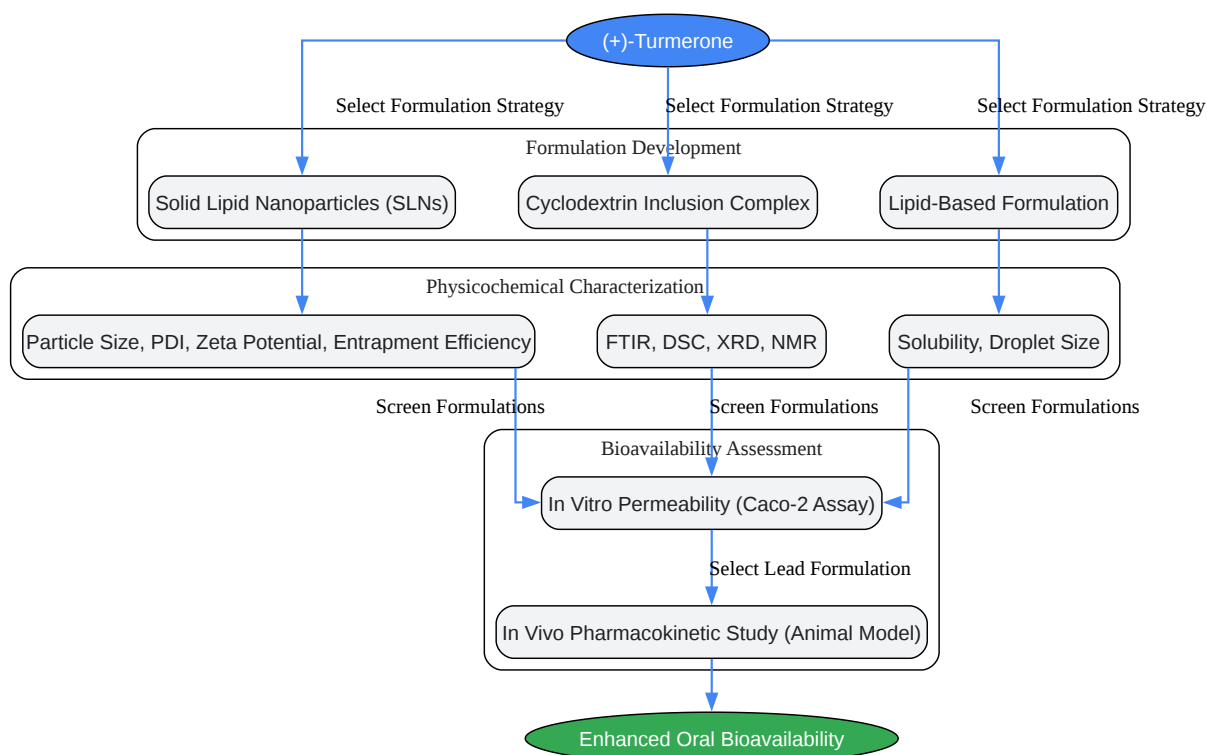 (+)-Turmerone
Select Formulation Strategy
Select Formulation Strategy
Select Formulation Strategy
Formulation Development
Solid Lipid Nanoparticles (SLNs)
Cyclodextrin Inclusion Complex
Lipid-Based Formulation
Physicochemical Characterization
Particle Size, PDI, Zeta Potential, Entrapment Efficiency
FTIR, DSC, XRD, NMR
Solubility, Droplet Size
Screen Formulations
Screen Formulations
Screen Formulations
Bioavailability Assessment
In Vitro Permeability (Caco-2 Assay)
Select Lead Formulation
In Vivo Pharmacokinetic Study (Animal Model)
Enhanced Oral Bioavailability